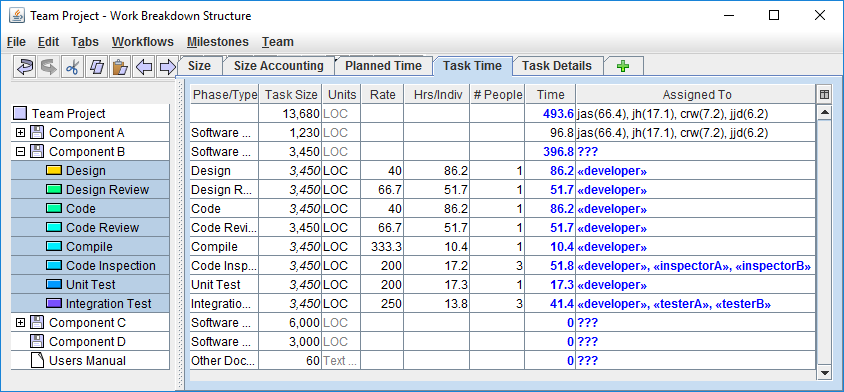 Team Project - Work Breakdown Structure
File Edit Tabs Workflows Milestones Team
Size Size Accounting Planned Time Task Time Task Details
Phase/Type Task Size Units Rate Hrs/Indiv # People Time Assigned To
Team Project 13,680 LOC 493.6 jas(66.4), jh(17.1), crw(7.2), jjd(6.2)
Component A Software ... 1,230 LOC 96.8 jas(66.4), jh(17.1), crw(7.2), jjd(6.2)
Component B Software ... 3,450 LOC 396.8 ???
Design Design 3,450 LOC 40 86.2 1 86.2 «developer»
Design Review Design R... 3,450 LOC 66.7 51.7 1 51.7 «developer»
Code Code 3,450 LOC 40 86.2 1 86.2 «developer»
Code Review Code Revi... 3,450 LOC 66.7 51.7 1 51.7 «developer»
Compile Compile 3,450 LOC 333.3 10.4 1 10.4 «developer»
Code Inspection Code Insp... 3,450 LOC 200 17.2 3 51.8 «developer», «inspectorA», «inspectorB»
Unit Test Unit Test 3,450 LOC 200 17.3 1 17.3 «developer»
Integration Test Integratio... 3,450 LOC 250 13.8 3 41.4 «developer», «testerA», «testerB»
Component C Software ... 6,000 LOC 0 ???
Component D Software ... 3,000 LOC 0 ???
Users Manual Other Doc... 60 Text ... 0 ???